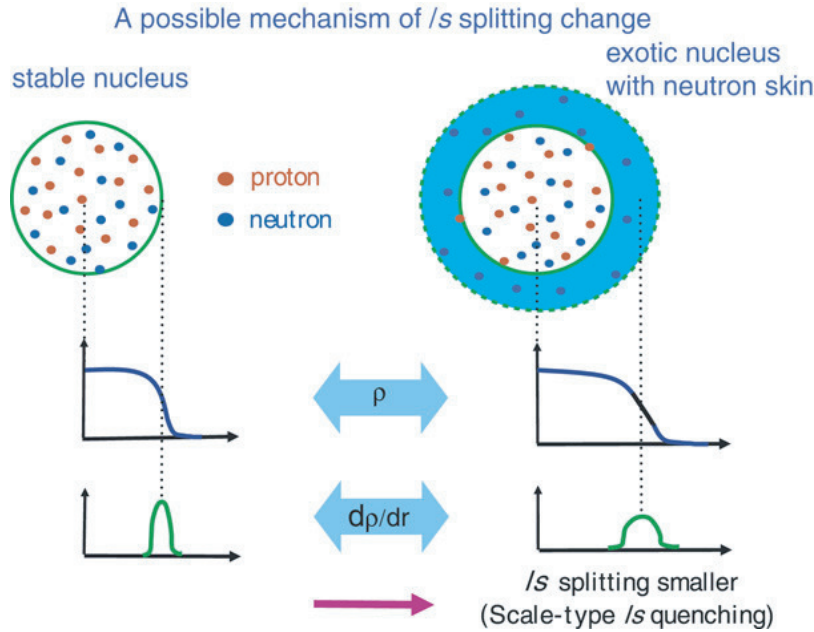 A possible mechanism of ls splitting change
stable nucleus
exotic nucleus
with neutron skin
proton
neutron
ρ
dρ/dr
ls splitting smaller
(Scale-type ls quenching)